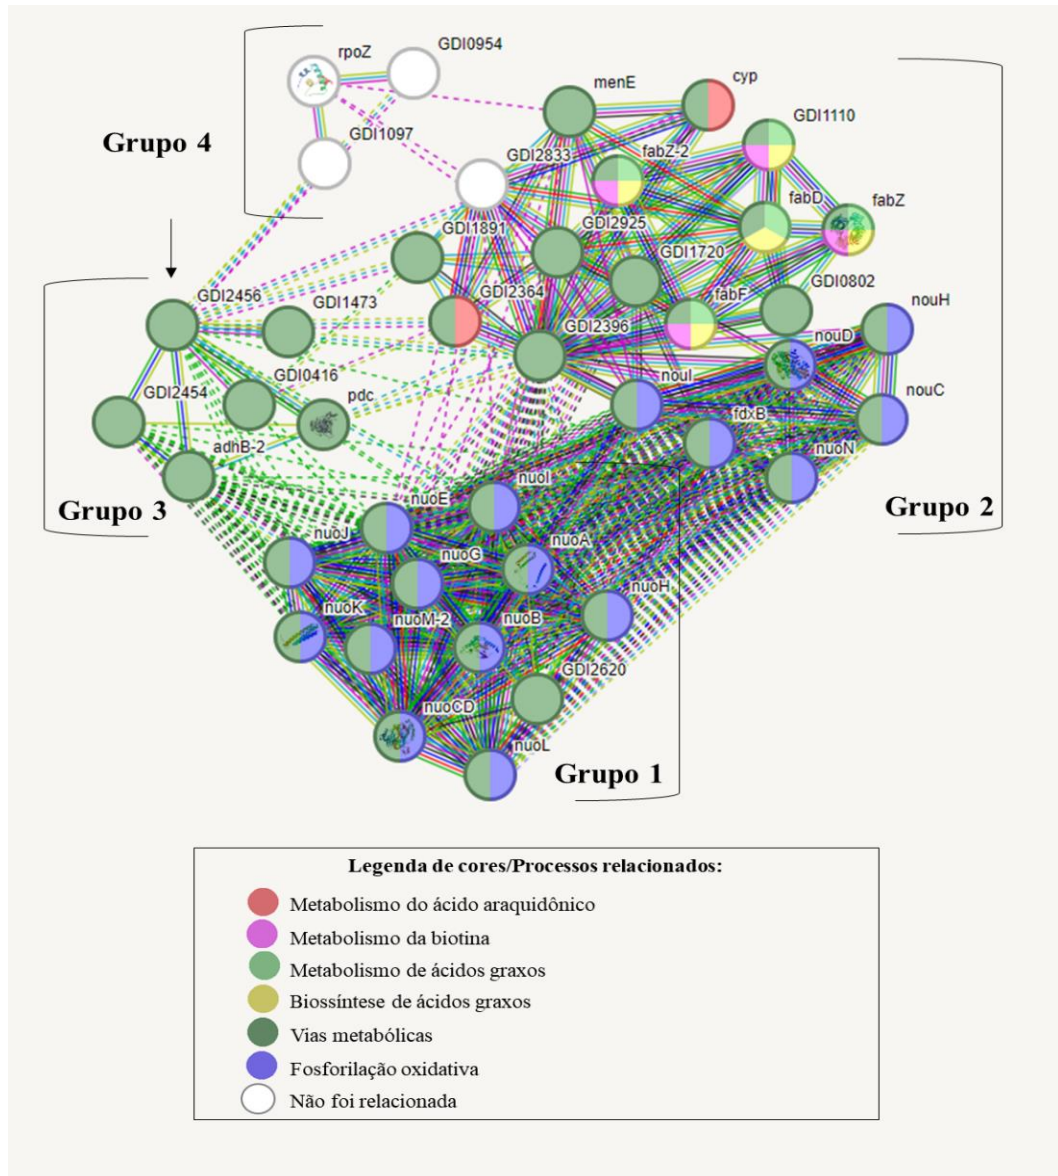 rpoZ
GDI0954
menE
cyp
GDI1110
Grupo 4
GDI1097
GDI2833
fabZ-2
fabD
fabZ
GDI1891
GDI2925
GDI1720
GDI0802
GDI2456
GDI1473
GDI2364
fabF
nouH
GDI2396
nouD
GDI2454
GDI0416
pdc
nouI
fdxB
nouC
adhB-2
nuoN
Grupo 3
nuoE
nuoI
Grupo 2
nuoJ
nuoG
nuoA
nuoK
nuoM-2
nuoB
nuoH
GDI2620
nuoCD
nuoL
Grupo 1
Legenda de cores/Processos relacionados:
Metabolismo do ácido araquidônico
Metabolismo da biotina
Metabolismo de ácidos graxos
Biossíntese de ácidos graxos
Vias metabólicas
Fosforilação oxidativa
Não foi relacionada